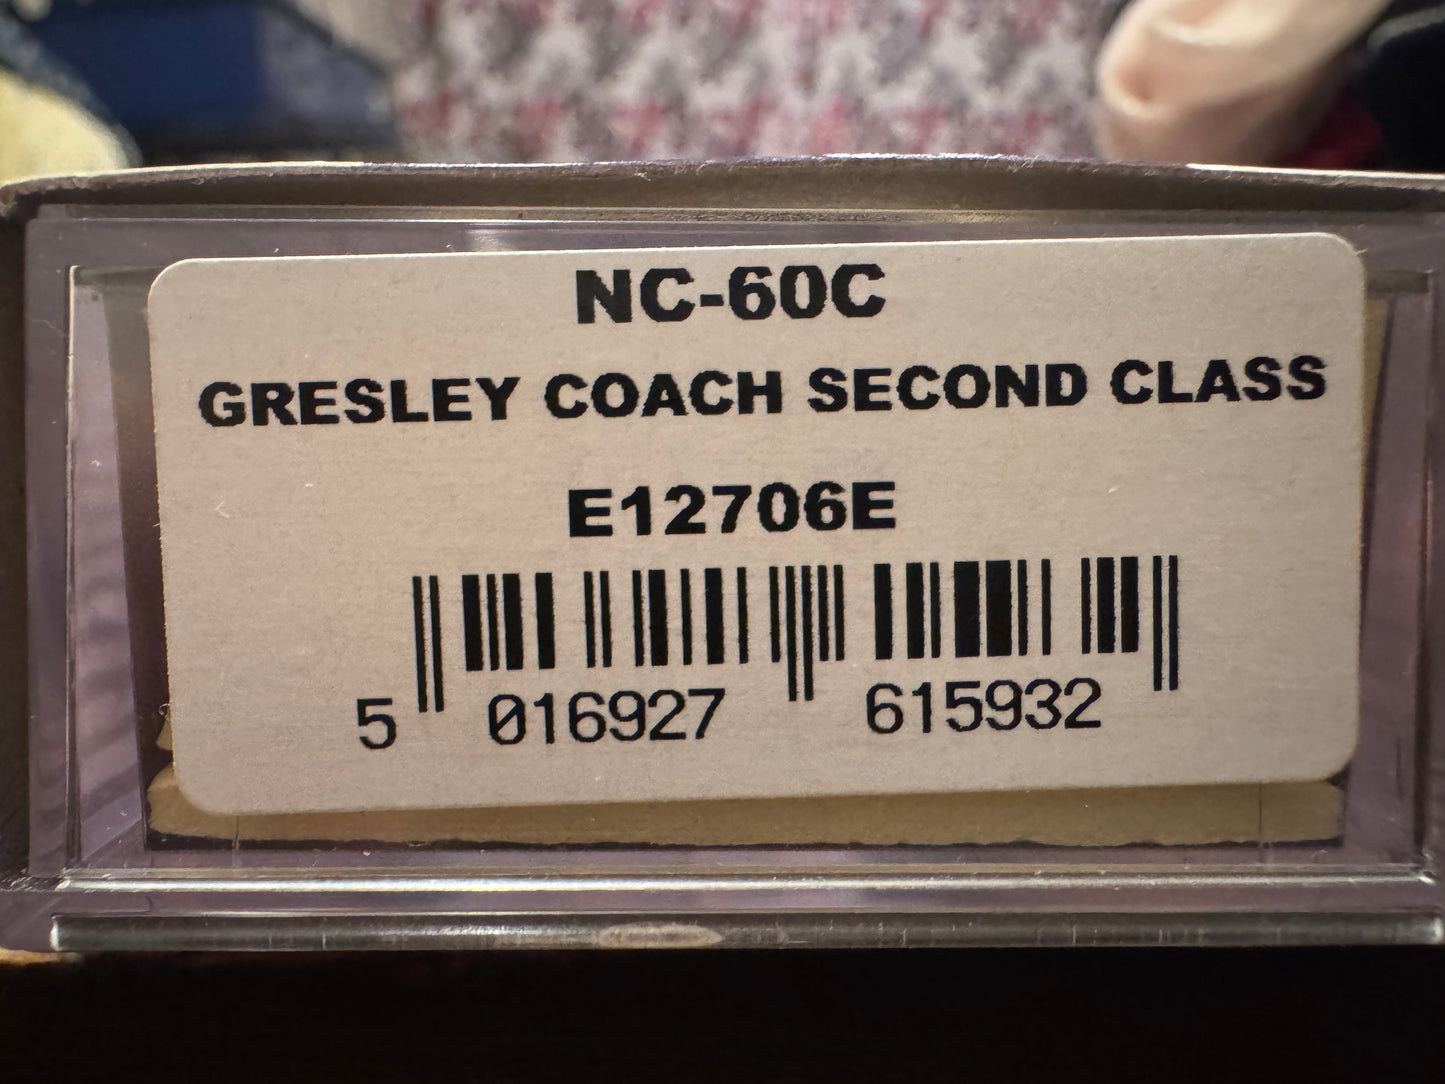 NC-60C
GRESLEY COACH SECOND CLASS
E12706E
5 016927 615932